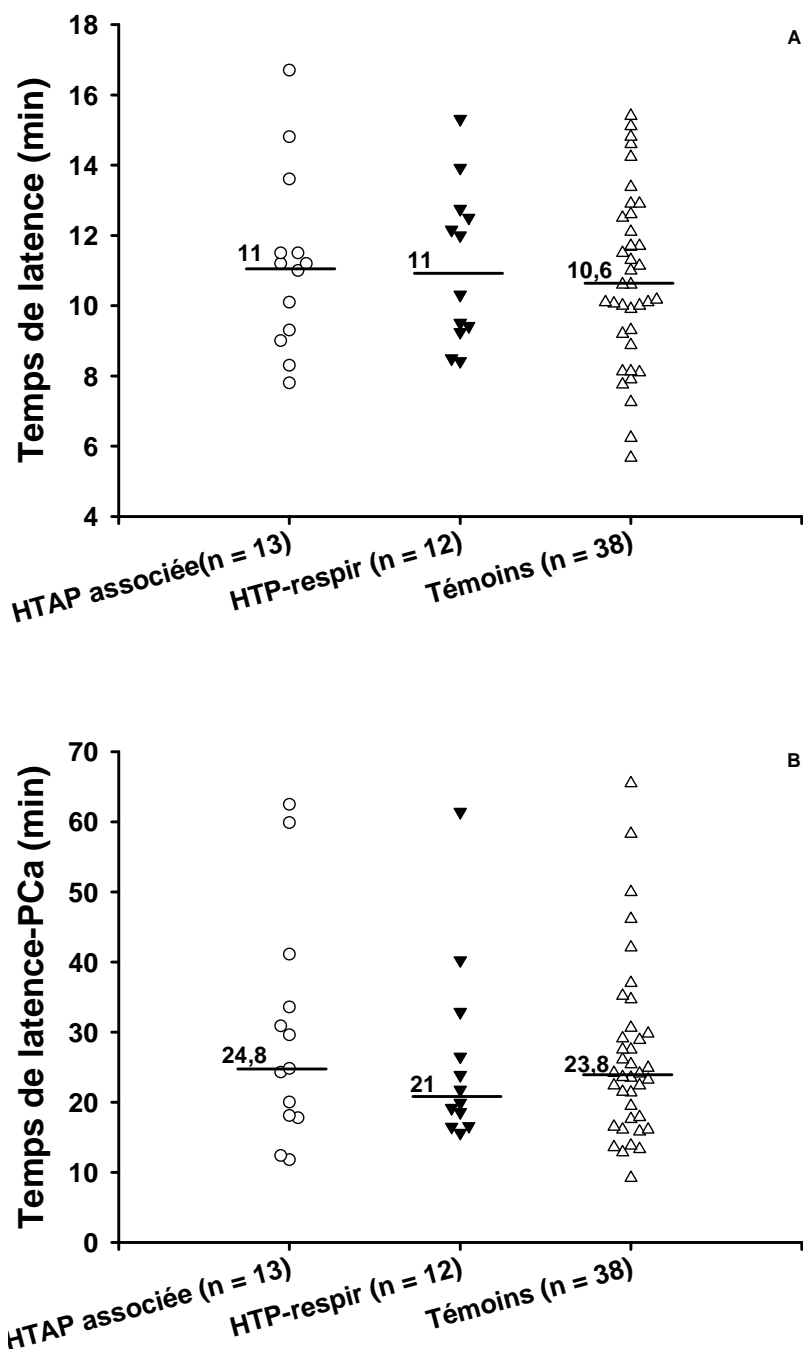 A
Temps de latence (min)
18
16
14
12
10
8
6
4
11
11
10,6
HTAP associée(n = 13)
HTP-respir (n = 12)
Témoins (n = 38)
B
Temps de latence-PCa (min)
70
60
50
40
30
20
10
0
24,8
21
23,8
HTAP associée (n = 13)
HTP-respir (n = 12)
Témoins (n = 38)